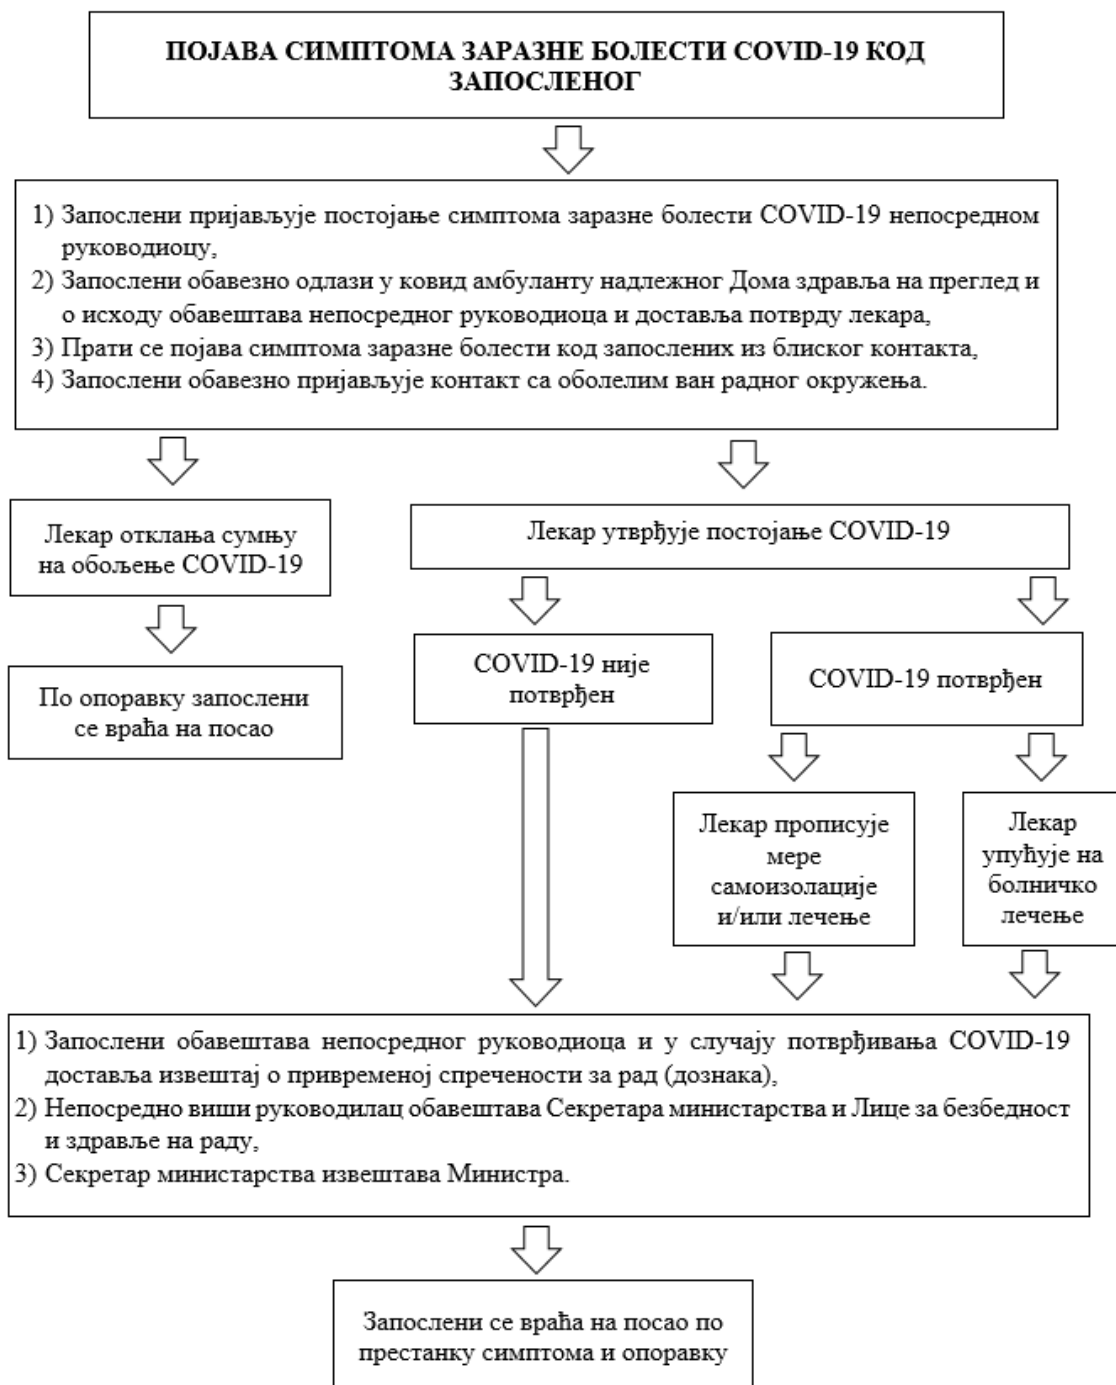 ПОЈАВА СИМПТОМА ЗАРАЗНЕ БОЛЕСТИ COVID-19 КОД
ЗАПОСЛЕНОГ
1) Запослени пријављује постојање симптома заразне болести COVID-19 непосредном
руководиоцу,
2) Запослени обавезно одлази у ковид амбуланту надлежног Дома здравља на преглед и
о исходу обавештава непосредног руководиоца и доставља потврду лекара,
3) Прати се појава симптома заразне болести код запослених из блиског контакта,
4) Запослени обавезно пријављује контакт са оболелим ван радног окружења.
Лекар отклања сумњу
на обољење COVID-19
Лекар утврђује постојање COVID-19
По опоравку запослени
се враћа на посао
COVID-19 није
потврђен
COVID-19 потврђен
Лекар прописује
мере
самоизолације
и/или лечење
Лекар
упућује на
болничко
лечење
1) Запослени обавештава непосредног руководиоца и у случају потврђивања COVID-19
доставља извештај о привременој спречености за рад (дознака),
2) Непосредно виши руководилац обавештава Секретара министарства и Лице за безбедност
и здравље на раду,
3) Секретар министарства извештава Министра.
Запослени се враћа на посао по
престанку симптома и опоравку